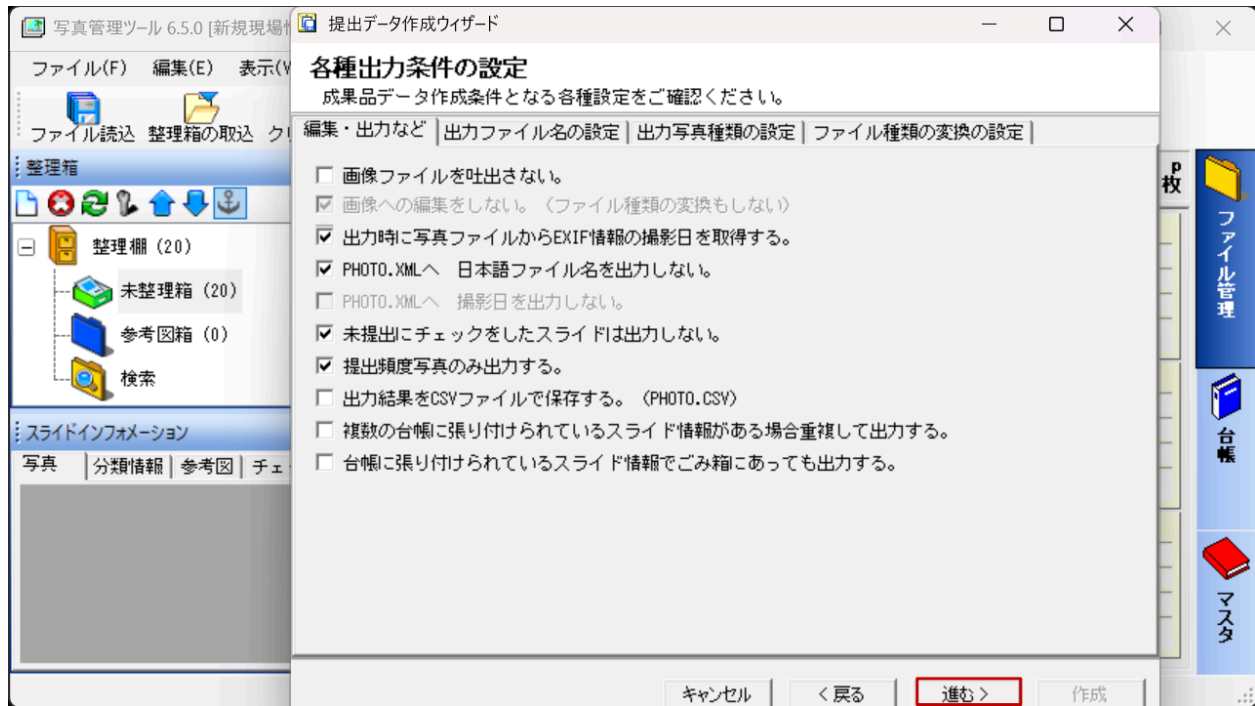 写真管理ツール 6.5.0 [新規現場
ファイル(F) 編集(E) 表示(V
ファイル読込 整理箱の取込 ク
整理箱
整理棚 (20)
未整理箱 (20)
参考図箱 (0)
検索
スライドインフォメーション
写真 分類情報 参考図 チェ
提出データ作成ウィザード
各種出力条件の設定
成果品データ作成条件となる各種設定をご確認ください。
編集・出力など 出力ファイル名の設定 出力写真種類の設定 ファイル種類の変換の設定
画像ファイルを吐出さない。
画像への編集をしない。（ファイル種類の変換もしない）
出力時に写真ファイルからEXIF情報の撮影日を取得する。
PHOTO.XMLへ 日本語ファイル名を出力しない。
PHOTO.XMLへ 撮影日を出力しない。
未提出にチェックをしたスライドは出力しない。
提出頻度写真のみ出力する。
出力結果をCSVファイルで保存する。（PHOTO.CSV）
複数の台帳に張り付けられているスライド情報がある場合重複して出力する。
台帳に張り付けられているスライド情報でごみ箱にあっても出力する。
キャンセル < 戻る 進む > 作成
P
枚
ファイル管理
台帳
マスタ